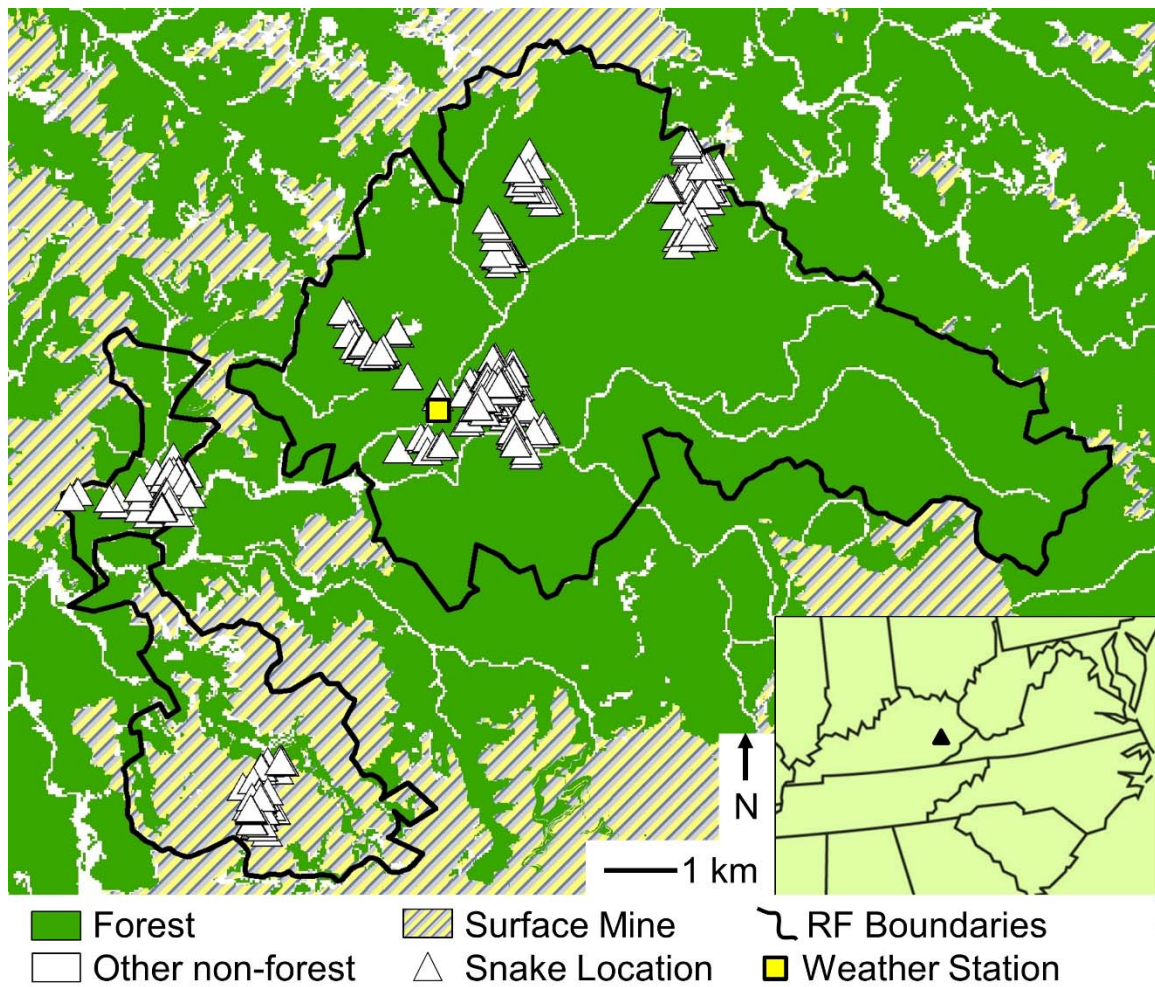 N
1 km
Forest
Surface Mine
RF Boundaries
Other non-forest
Snake Location
Weather Station